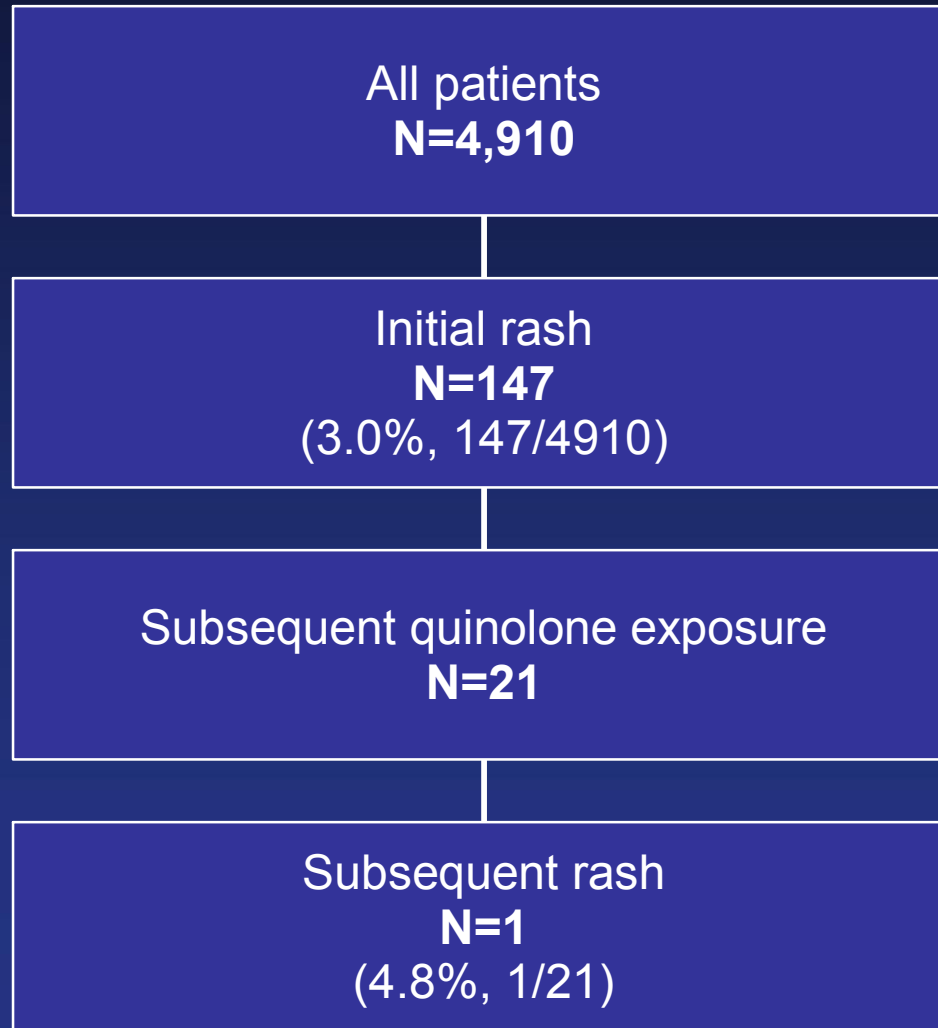 All patients
N=4,910
Initial rash
N=147
(3.0%, 147/4910)
Subsequent quinolone exposure
N=21
Subsequent rash
N=1
(4.8%, 1/21)